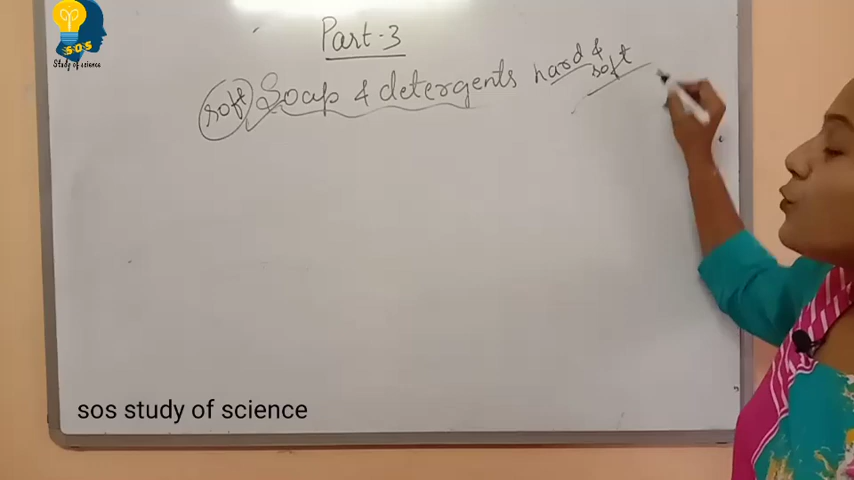 SOS
Study of science
Part-3
soft Soap & detergents hard &
soft
sos study of science